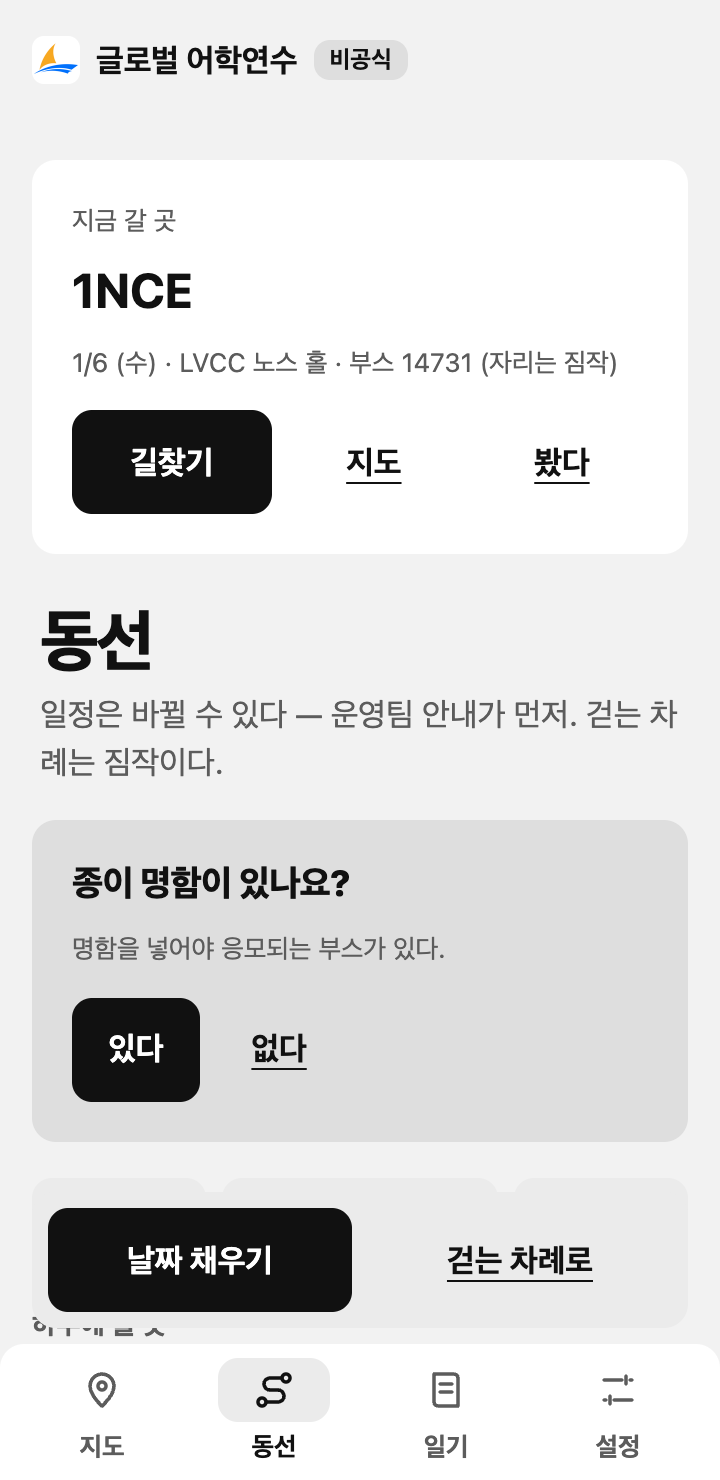 글로벌 어학연수 비공식
지금 갈 곳
1NCE
1/6 (수) · LVCC 노스 홀 · 부스 14731 (자리는 짐작)
길찾기 지도 봤다
동선
일정은 바뀔 수 있다 — 운영팀 안내가 먼저. 걷는 차
례는 짐작이다.
종이 명함이 있나요?
명함을 넣어야 응모되는 부스가 있다.
있다 없다
날짜 채우기 걷는 차례로
지도 동선 일기 설정